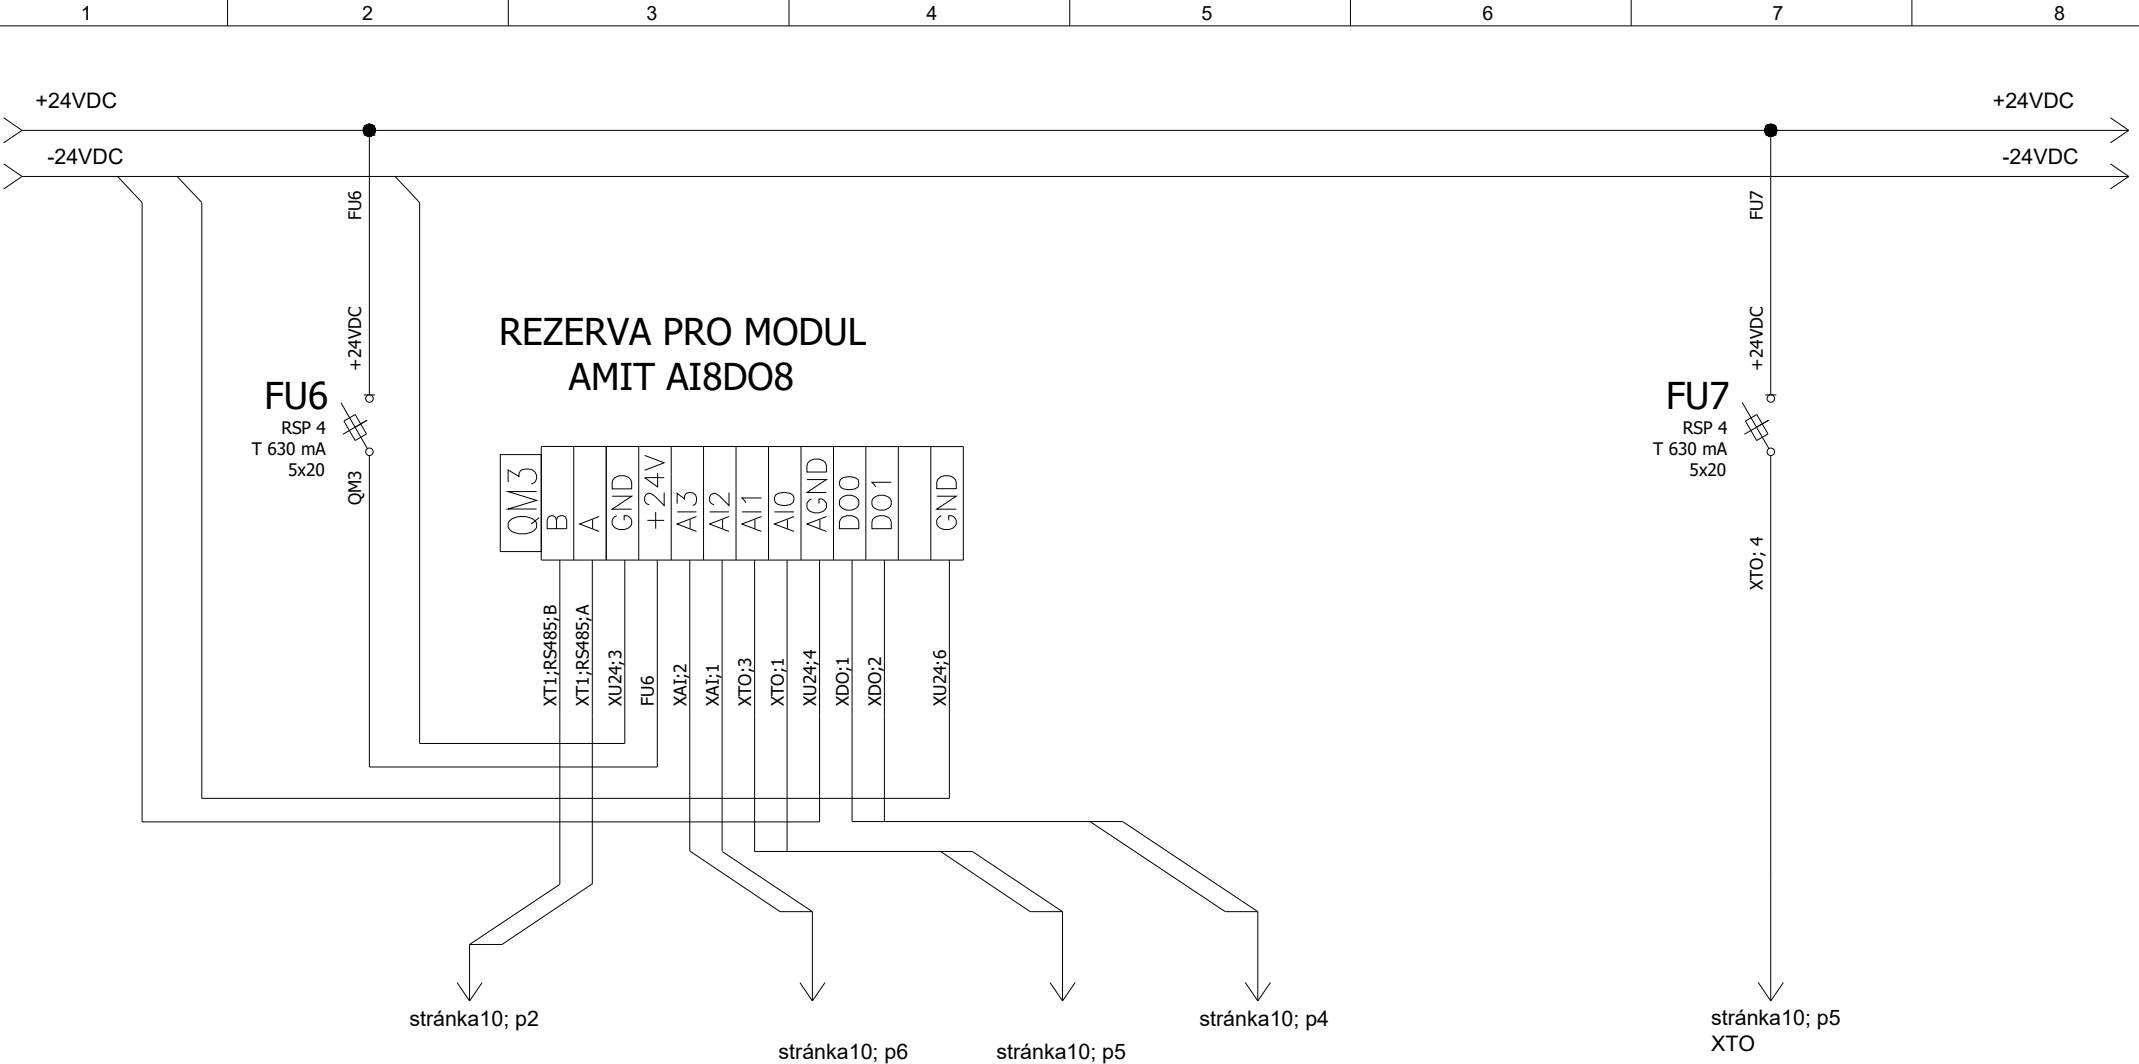 1 2 3 4 5 6 7 8
+24VDC +24VDC
-24VDC -24VDC
FU6 FU7
+24VDC +24VDC
REZERVA PRO MODUL
AMIT AI8DO8
FU6 FU7
RSP 4 RSP 4
T 630 mA T 630 mA
5x20 5x20
QM3
QM3 B A GND +24V AI3 AI2 AI1 AI0 AGND DO0 DO1 GND
XTO; 4
XT1;RS485;B XT1;RS485;A XU24;3 FU6 XAI;2 XAI;1 XTO;3 XTO;1 XU24;4 XDO;1 XDO;2 XU24;6
stránka10; p2 stránka10; p4 stránka10; p5
XTO
stránka10; p6 stránka10; p5